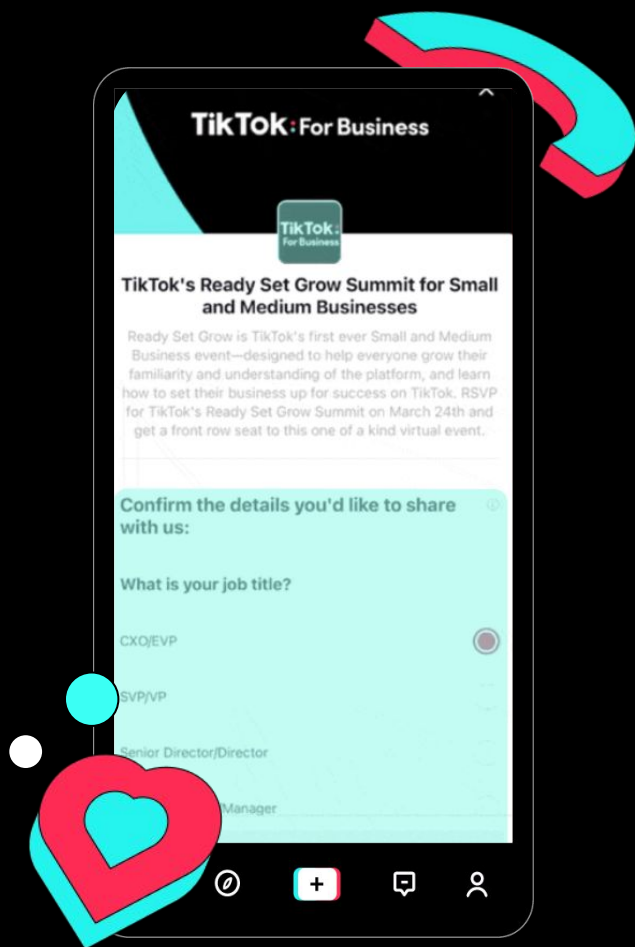 TikTok: For Business
TikTok:
For Business
TikTok's Ready Set Grow Summit for Small
and Medium Businesses
Ready Set Grow is TikTok's first ever Small and Medium
Business event—designed to help everyone grow their
familiarity and understanding of the platform, and learn
how to set their business up for success on TikTok. RSVP
for TikTok's Ready Set Grow Summit on March 24th and
get a front row seat to this one of a kind virtual event.
Confirm the details you'd like to share
with us:
What is your job title?
CXO/EVP
SVP/VP
Senior Director/Director
/Manager